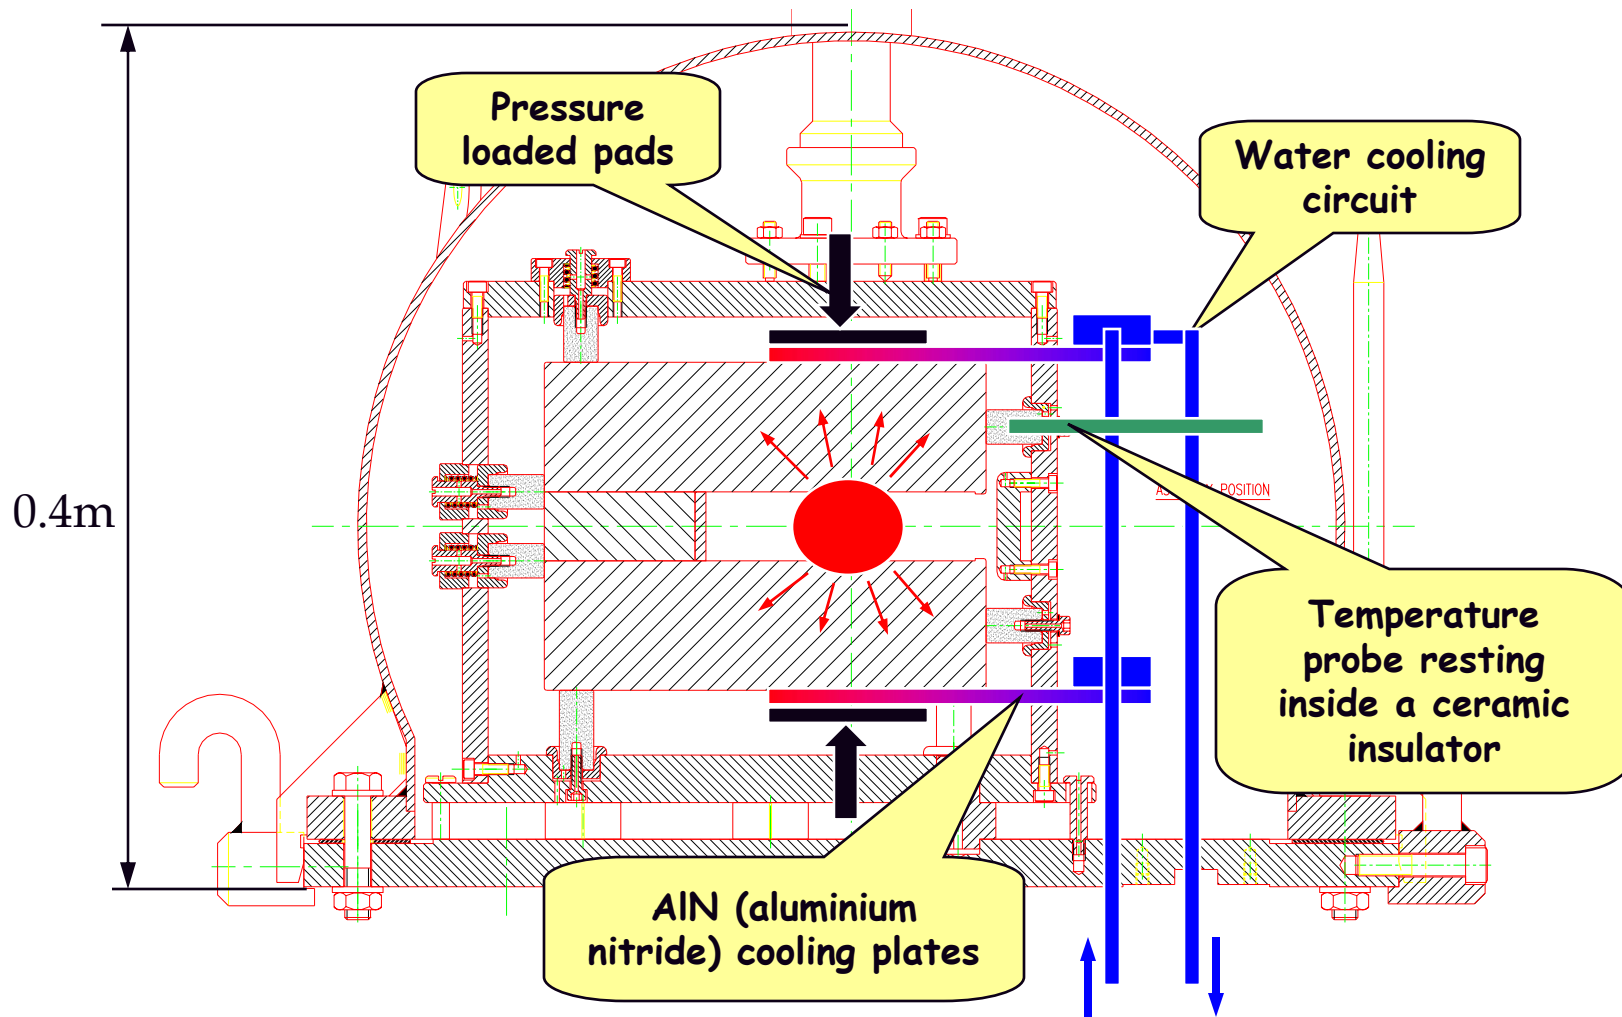 Pressure
loaded pads
Water cooling
circuit
0.4m
POSITION
Temperature
probe resting
inside a ceramic
insulator
AlN (aluminium
nitride) cooling plates